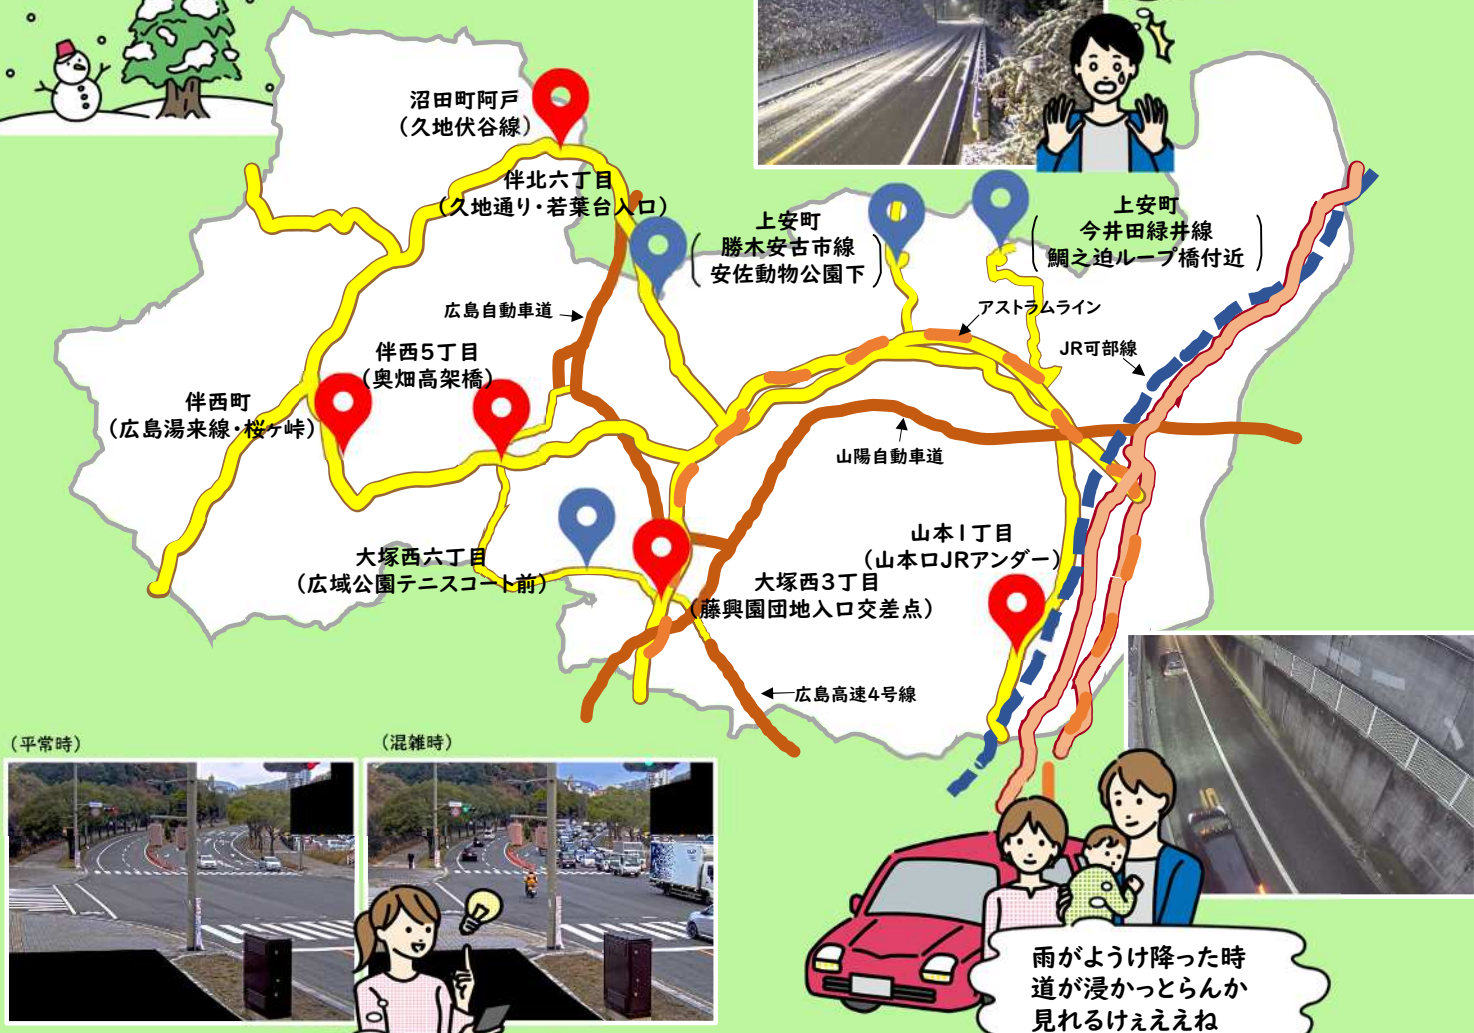 沼田町阿戸
（久地伏谷線）
伴北六丁目
（久地通り・若葉台入口）
上安町
勝木安古市線
安佐動物公園下
上安町
今井田緑井線
鯛之迫ループ橋付近
広島自動車道
アストラムライン
JR可部線
伴西5丁目
（奥畑高架橋）
伴西町
（広島湯来線・桜ヶ峠）
山陽自動車道
大塚西六丁目
（広域公園テニスコート前）
大塚西3丁目
（藤興園団地入口交差点）
山本1丁目
（山本口JRアンダー）
広島高速4号線
（平常時）
（混雑時）
雨がようけ降った時
道が浸かっとらんか
見れるけぇええね